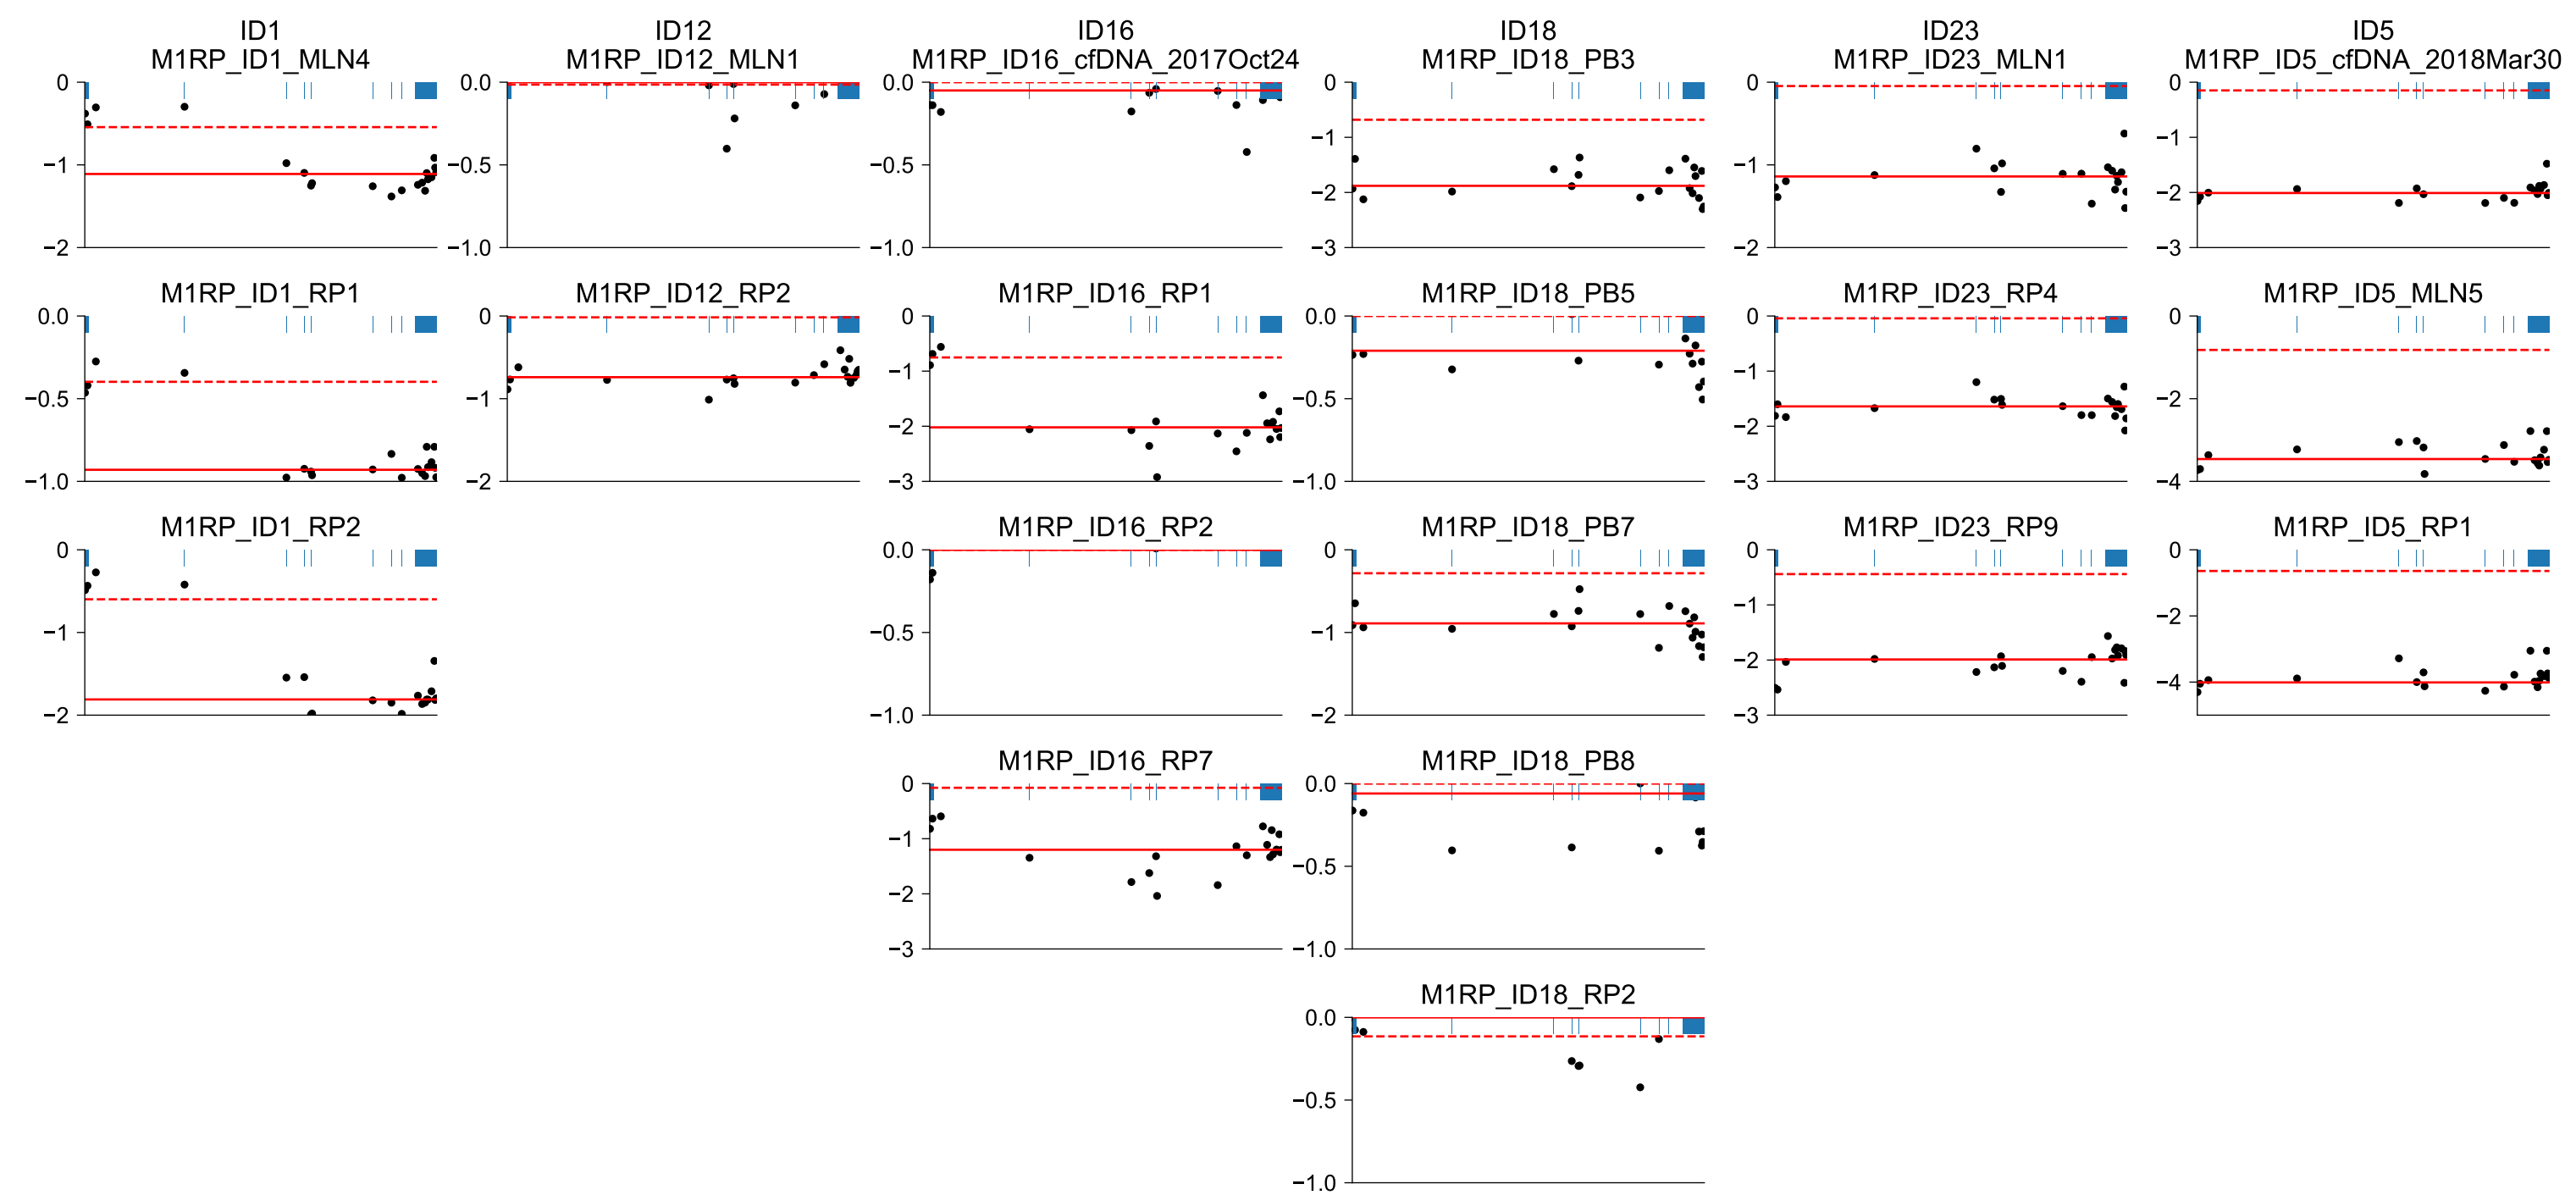 ID1
M1RP_ID1_MLN4
ID12
M1RP_ID12_MLN1
ID16
M1RP_ID16_cfDNA_2017Oct24
ID18
M1RP_ID18_PB3
ID23
M1RP_ID23_MLN1
ID5
M1RP_ID5_cfDNA_2018Mar30
0
−1
−2
0.0
−0.5
−1.0
0.0
−0.5
−1.0
0
−1
−2
−3
0
−1
−2
0
−1
−2
−3
M1RP_ID1_RP1
M1RP_ID12_RP2
M1RP_ID16_RP1
M1RP_ID18_PB5
M1RP_ID23_RP4
M1RP_ID5_MLN5
0.0
−0.5
−1.0
0
−1
−2
0
−1
−2
−3
0.0
−0.5
−1.0
0
−1
−2
−3
0
−2
−4
M1RP_ID1_RP2
M1RP_ID16_RP2
M1RP_ID18_PB7
M1RP_ID23_RP9
M1RP_ID5_RP1
0
−1
−2
0.0
−0.5
−1.0
0
−1
−2
0
−1
−2
−3
0
−2
−4
M1RP_ID16_RP7
M1RP_ID18_PB8
0
−1
−2
−3
0.0
−0.5
−1.0
M1RP_ID18_RP2
0.0
−0.5
−1.0